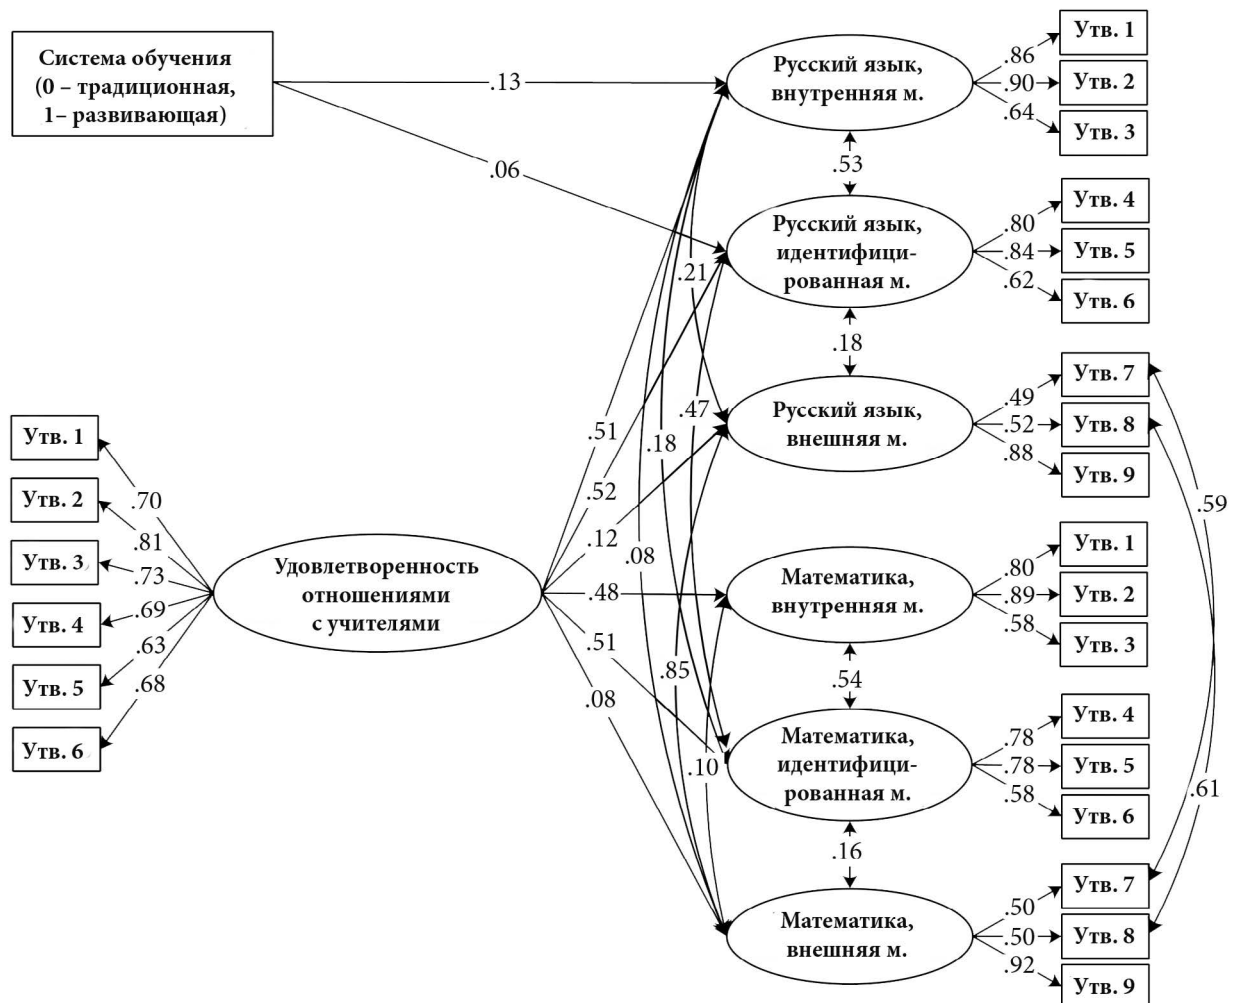 Система обучения
(0 – традиционная,
1– развивающая)
.13
.06
Русский язык,
внутренняя м.
.86
.90
.64
Утв. 1
Утв. 2
Утв. 3
.53
Русский язык,
идентифици-
рованная м.
.80
.84
.62
Утв. 4
Утв. 5
Утв. 6
.21
.18
Русский язык,
внешняя м.
.49
.52
.88
Утв. 7
Утв. 8
Утв. 9
.47
.18
.51
.52
.12
.08
.48
.51
.08
.85
.10
.59
.61
Утв. 1
Утв. 2
Утв. 3
Утв. 4
Утв. 5
Утв. 6
.70
.81
.73
.69
.63
.68
Удовлетворенность
отношениями
с учителями
Математика,
внутренняя м.
.80
.89
.58
Утв. 1
Утв. 2
Утв. 3
.54
Математика,
идентифици-
рованная м.
.78
.78
.58
Утв. 4
Утв. 5
Утв. 6
.16
Математика,
внешняя м.
.50
.50
.92
Утв. 7
Утв. 8
Утв. 9